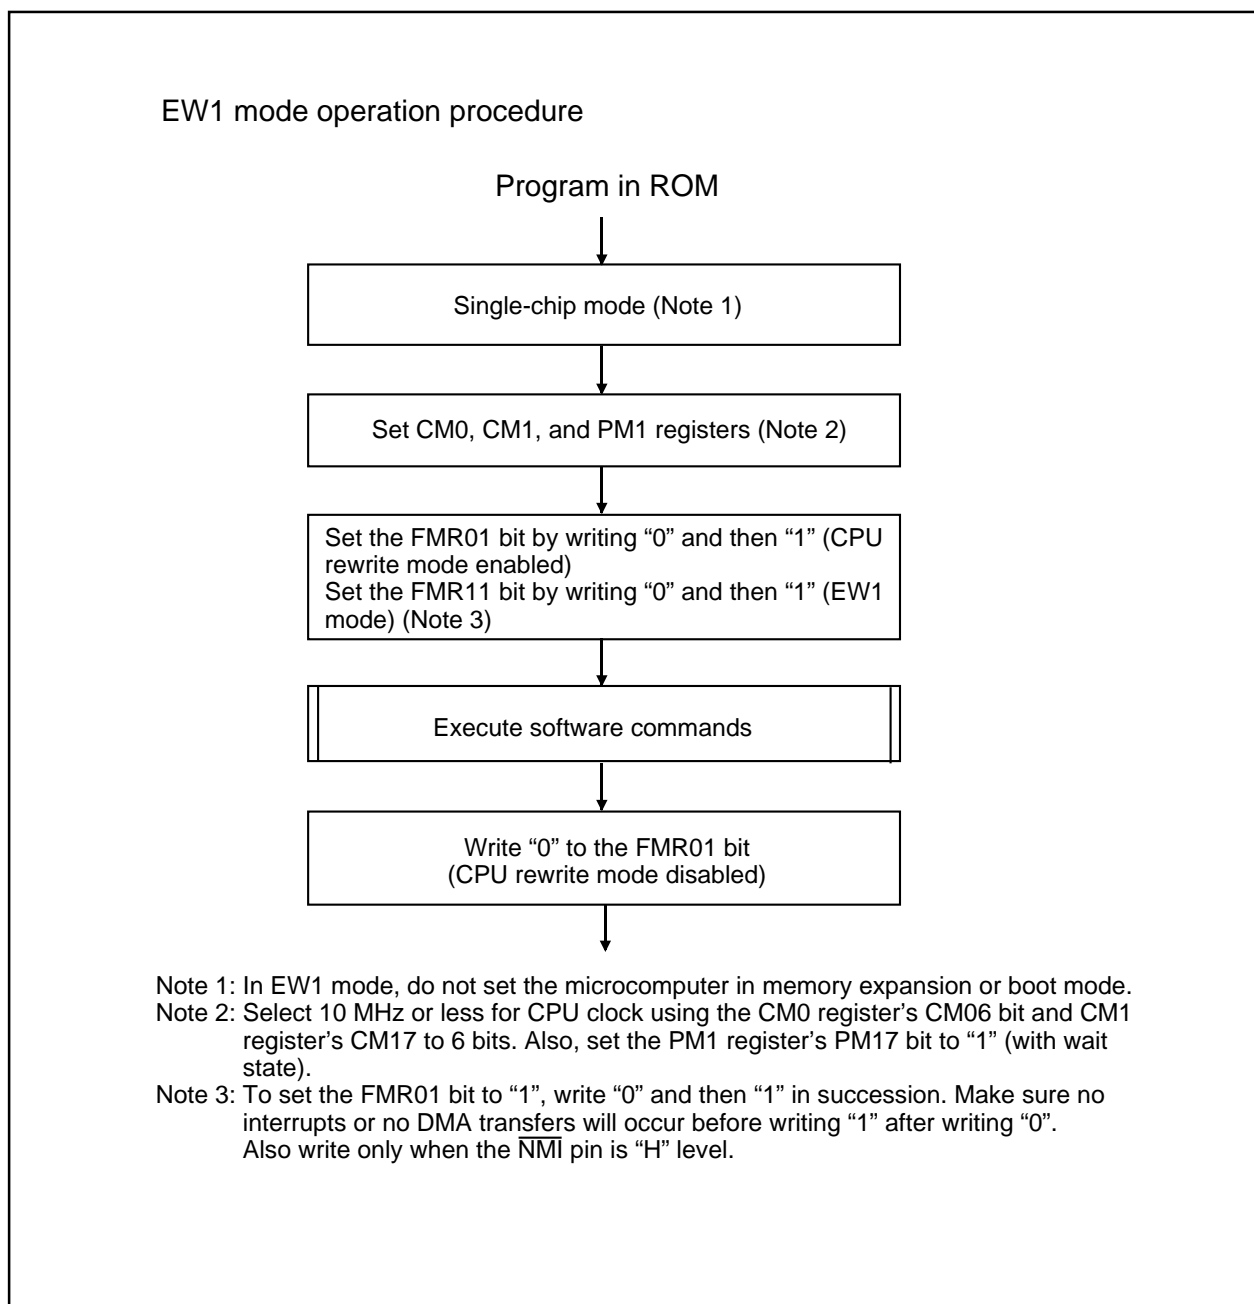 EW1 mode operation procedure
Program in ROM
Single-chip mode (Note 1)
Set CM0, CM1, and PM1 registers (Note 2)
Set the FMR01 bit by writing “0” and then “1” (CPU
rewrite mode enabled)
Set the FMR11 bit by writing “0” and then “1” (EW1
mode) (Note 3)
Execute software commands
Write “0” to the FMR01 bit
(CPU rewrite mode disabled)
Note 1: In EW1 mode, do not set the microcomputer in memory expansion or boot mode.
Note 2: Select 10 MHz or less for CPU clock using the CM0 register’s CM06 bit and CM1
register’s CM17 to 6 bits. Also, set the PM1 register’s PM17 bit to “1” (with wait
state).
Note 3: To set the FMR01 bit to “1”, write “0” and then “1” in succession. Make sure no
interrupts or no DMA transfers will occur before writing “1” after writing “0”.
Also write only when the N̅M̅I̅ pin is “H” level.